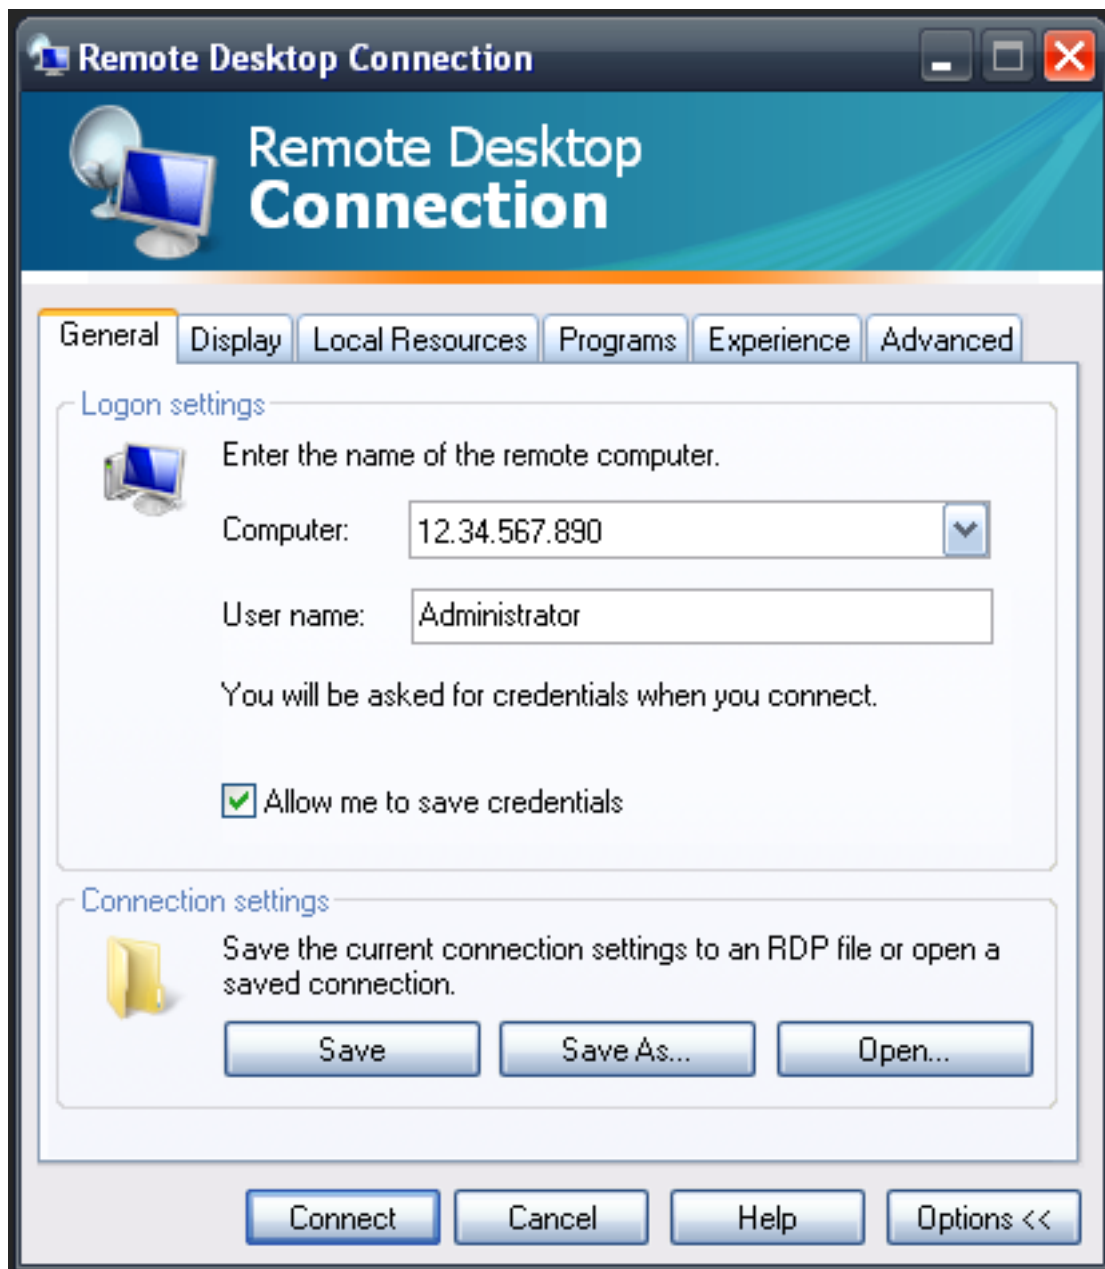 Remote Desktop Connection
Remote Desktop
Connection
General Display Local Resources Programs Experience Advanced
Logon settings
Enter the name of the remote computer.
Computer: 12.34.567.890
User name: Administrator
You will be asked for credentials when you connect.
Allow me to save credentials
Connection settings
Save the current connection settings to an RDP file or open a
saved connection.
Save Save As... Open...
Connect Cancel Help Options <<